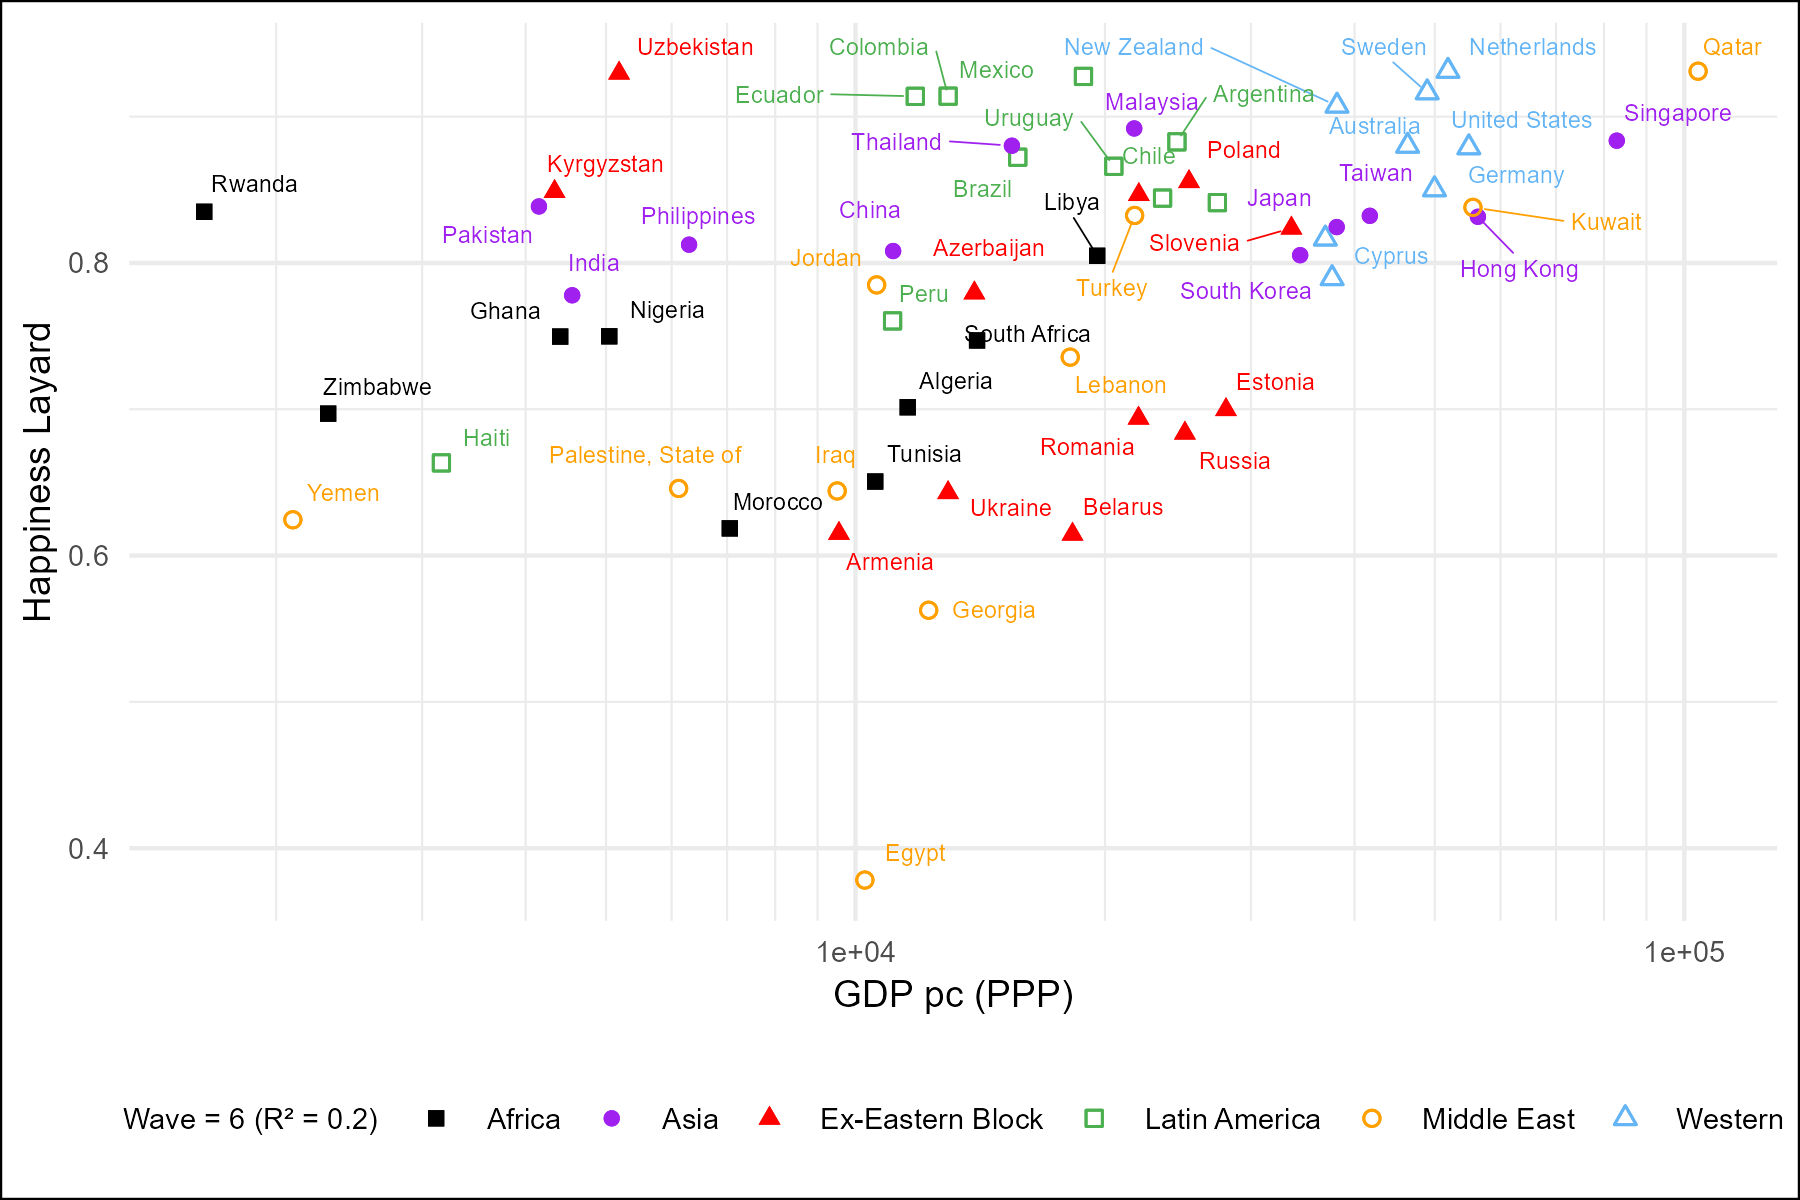 Uzbekistan
Colombia
New Zealand
Sweden
Netherlands
Qatar
Mexico
Ecuador
Malaysia
Argentina
Singapore
Uruguay
United States
Australia
Thailand
Poland
Chile
Kyrgyzstan
Taiwan
Germany
Rwanda
Brazil
Japan
Libya
China
Philippines
Kuwait
Pakistan
Slovenia
Azerbaijan
Cyprus
Jordan
India
Hong Kong
0.8
Turkey
South Korea
Peru
Ghana
Nigeria
South Africa
Algeria
Estonia
Lebanon
Zimbabwe
Haiti
Romania
Palestine, State of
Iraq
Tunisia
Russia
Yemen
Morocco
Ukraine
Belarus
0.6
Armenia
Georgia
0.4
Egypt
Happiness Layard
1e+04
1e+05
GDP pc (PPP)
Wave = 6 (R² = 0.2) Africa Asia Ex-Eastern Block Latin America Middle East Western